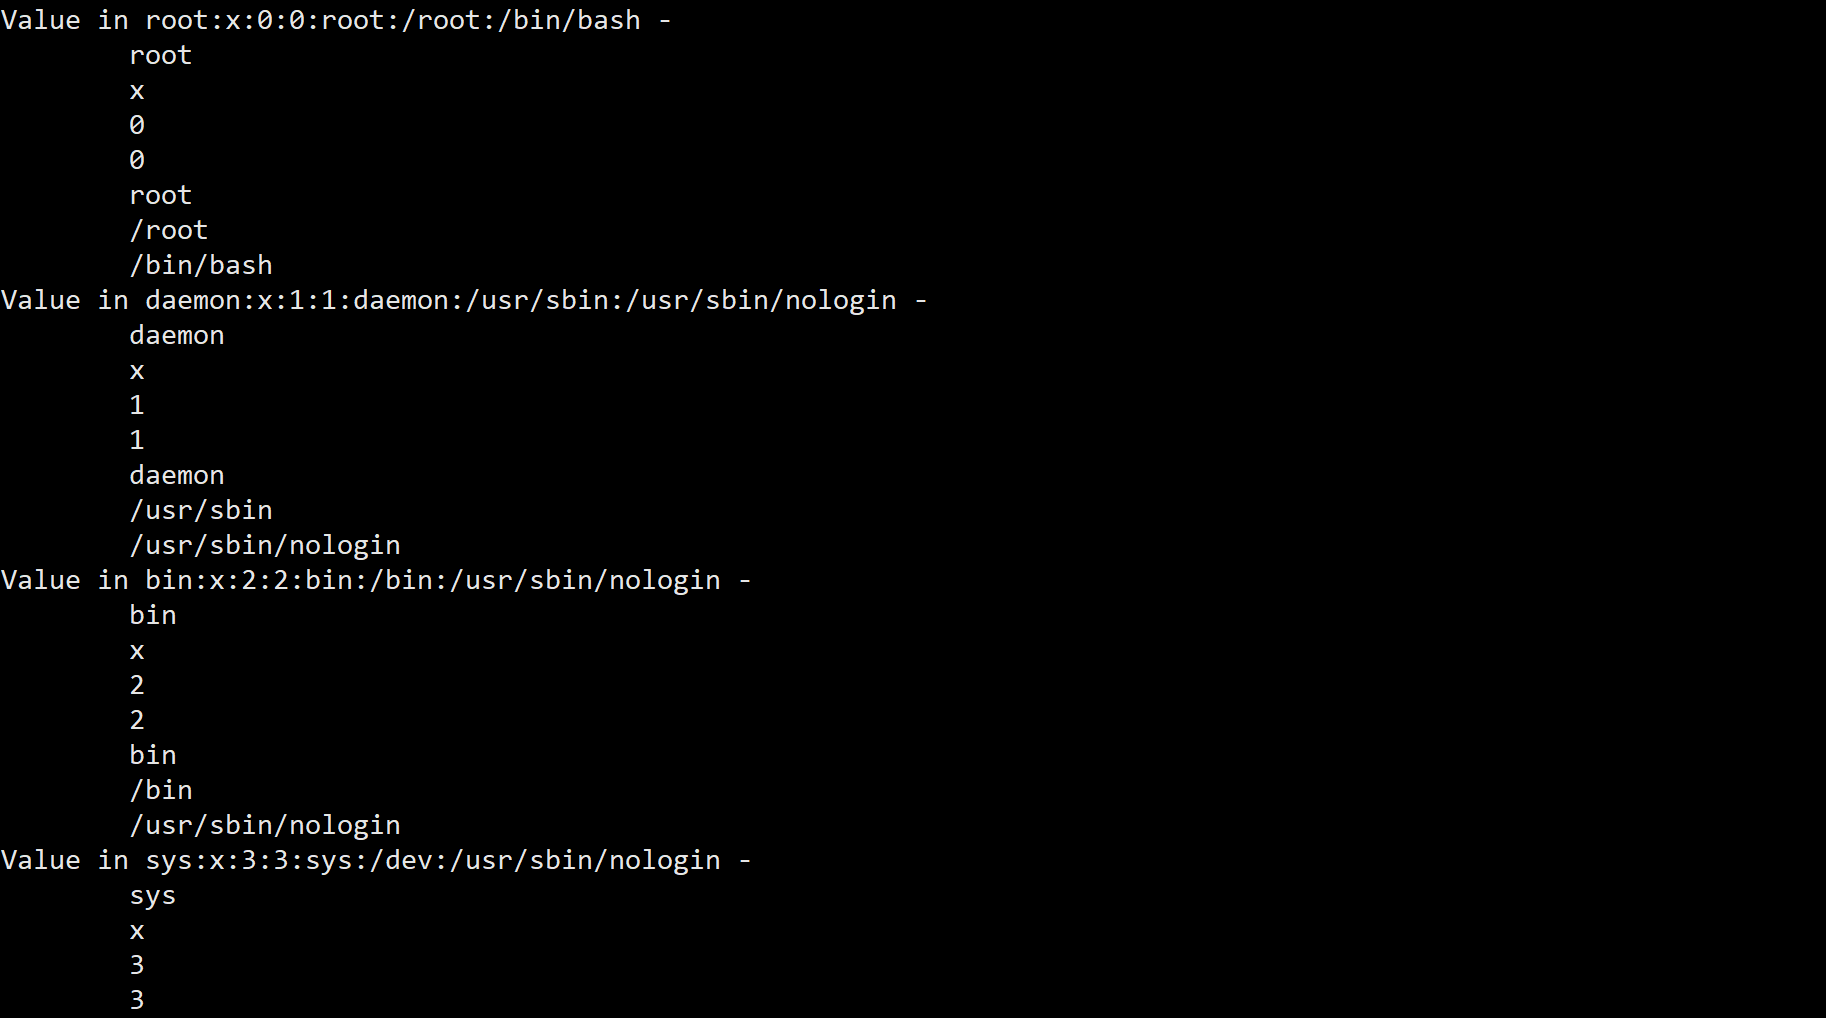 Value in root:x:0:0:root:/root:/bin/bash -
root
x
0
0
root
/root
/bin/bash
Value in daemon:x:1:1:daemon:/usr/sbin:/usr/sbin/nologin -
daemon
x
1
1
daemon
/usr/sbin
/usr/sbin/nologin
Value in bin:x:2:2:bin:/bin:/usr/sbin/nologin -
bin
x
2
2
bin
/bin
/usr/sbin/nologin
Value in sys:x:3:3:sys:/dev:/usr/sbin/nologin -
sys
x
3
3